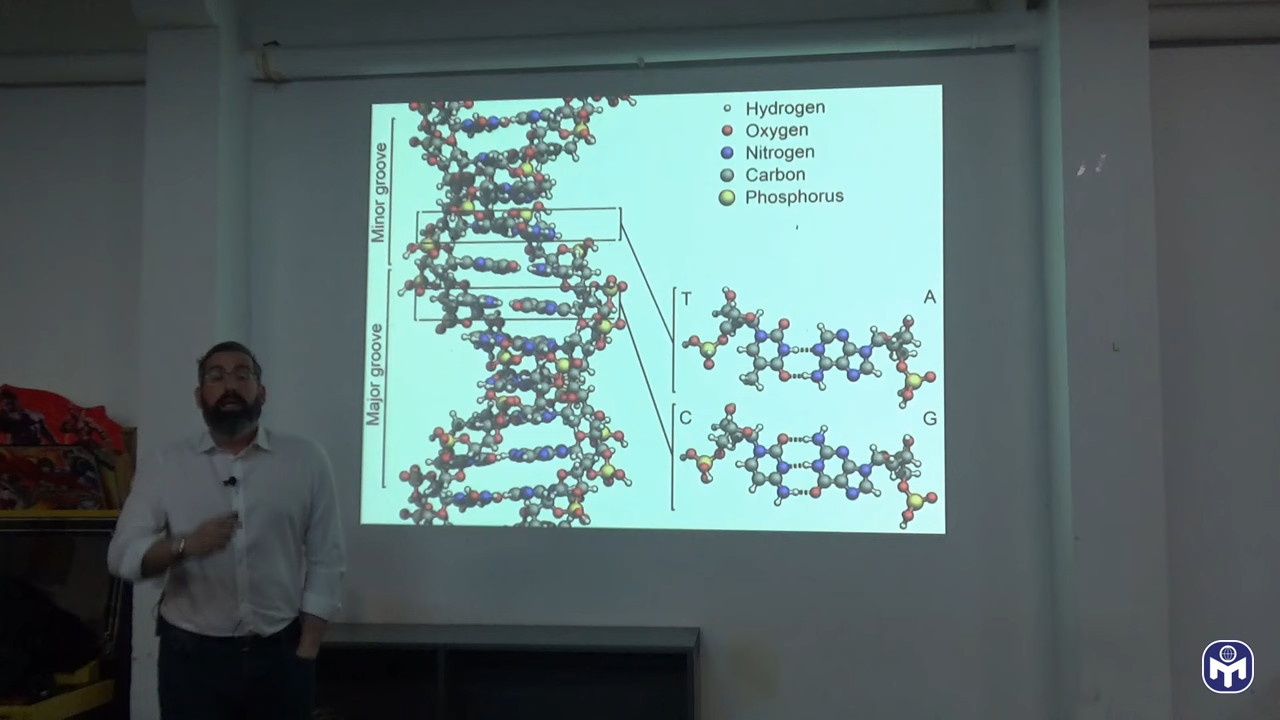 Hydrogen
Oxygen
Nitrogen
Carbon
Phosphorus
Minor groove
Major groove
T
A
C
G